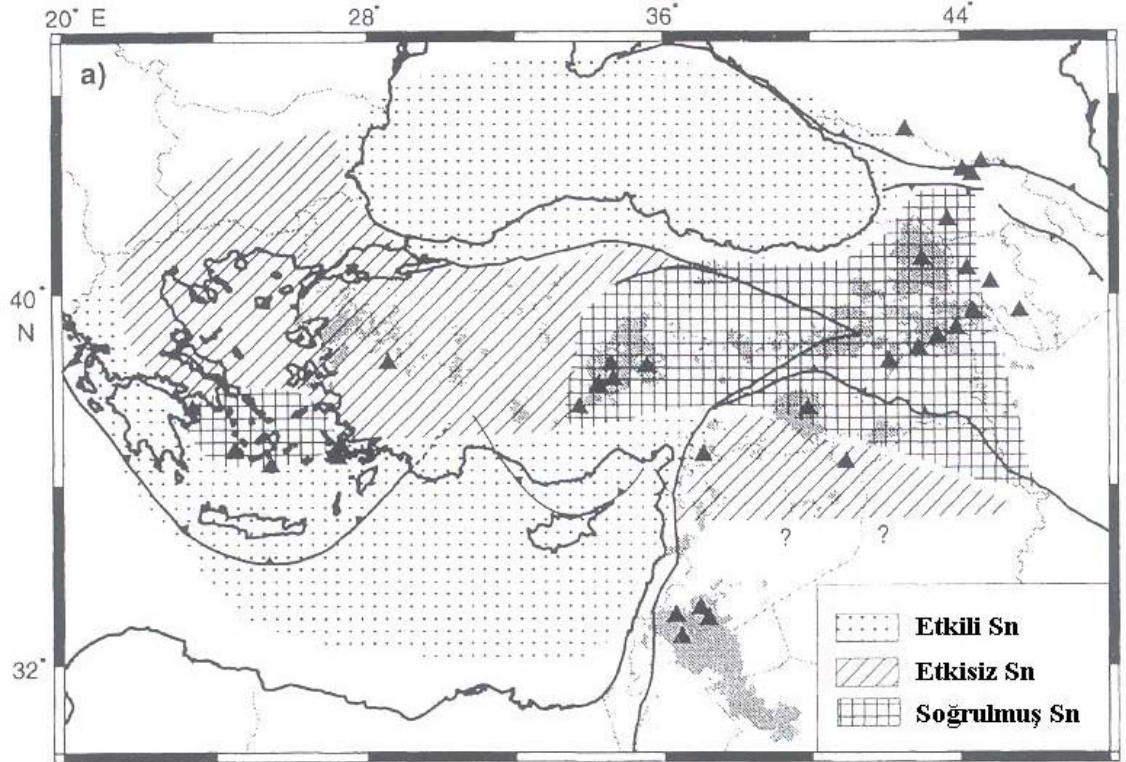 20° E 28° 36° 44°
a)
40°
N
? ?
32°
Etkili Sn
Etkisiz Sn
Soğrulmuş Sn